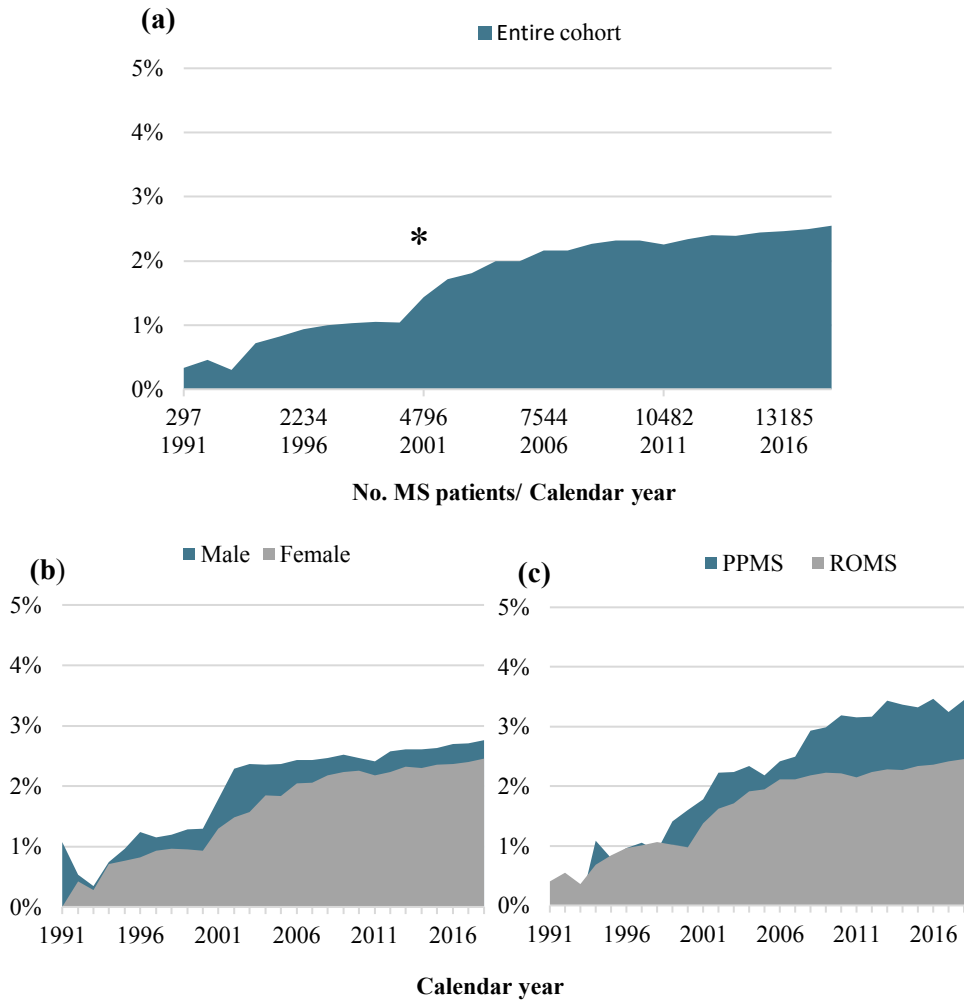 (a)
Entire cohort
5%
4%
3%
*
2%
1%
0%
297 2234 4796 7544 10482 13185
1991 1996 2001 2006 2011 2016
No. MS patients/ Calendar year
(b)
Male Female
5%
4%
3%
2%
1%
0%
1991 1996 2001 2006 2011 2016
(c)
PPMS ROMS
5%
4%
3%
2%
1%
0%
1991 1996 2001 2006 2011 2016
Calendar year